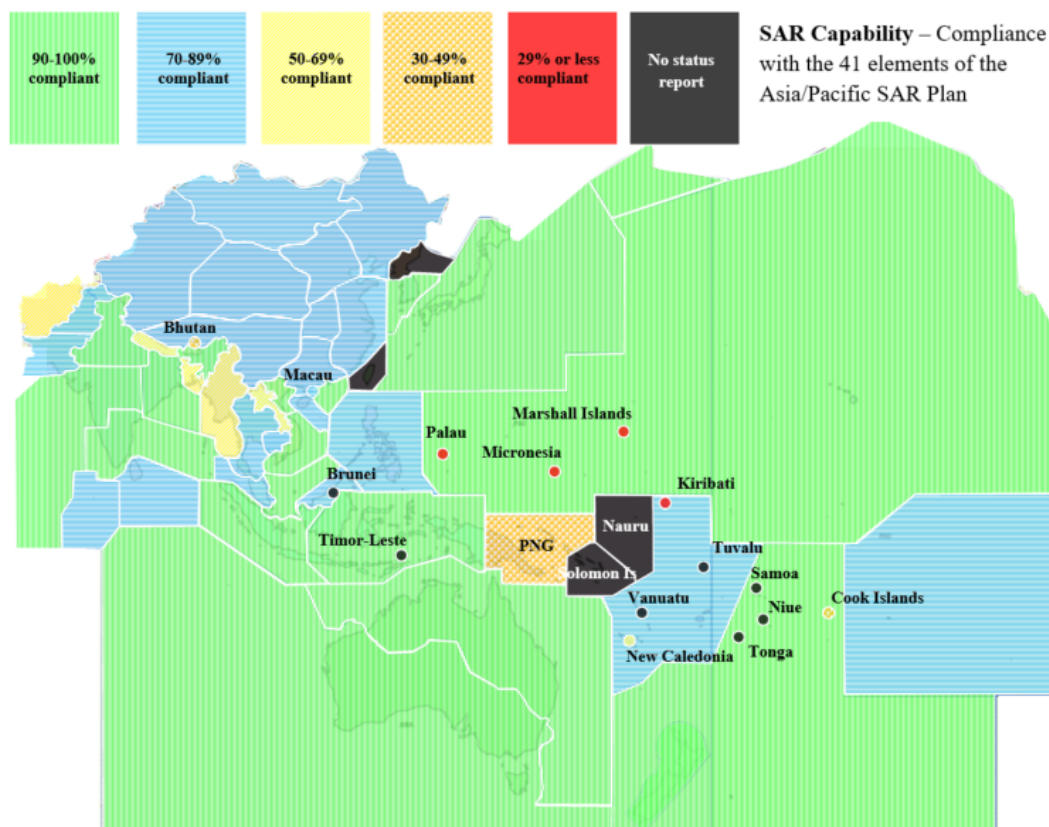 90-100%
compliant
70-89%
compliant
50-69%
compliant
30-49%
compliant
29% or less
compliant
No status
report
SAR Capability – Compliance
with the 41 elements of the
Asia/Pacific SAR Plan
Bhutan
Macau
Marshall Islands
Palau
Micronesia
Brunei
Kiribati
Nauru
Timor-Leste
PNG
Solomon Is
Tuvalu
Samoa
Vanuatu
Niue
Cook Islands
New Caledonia
Tonga